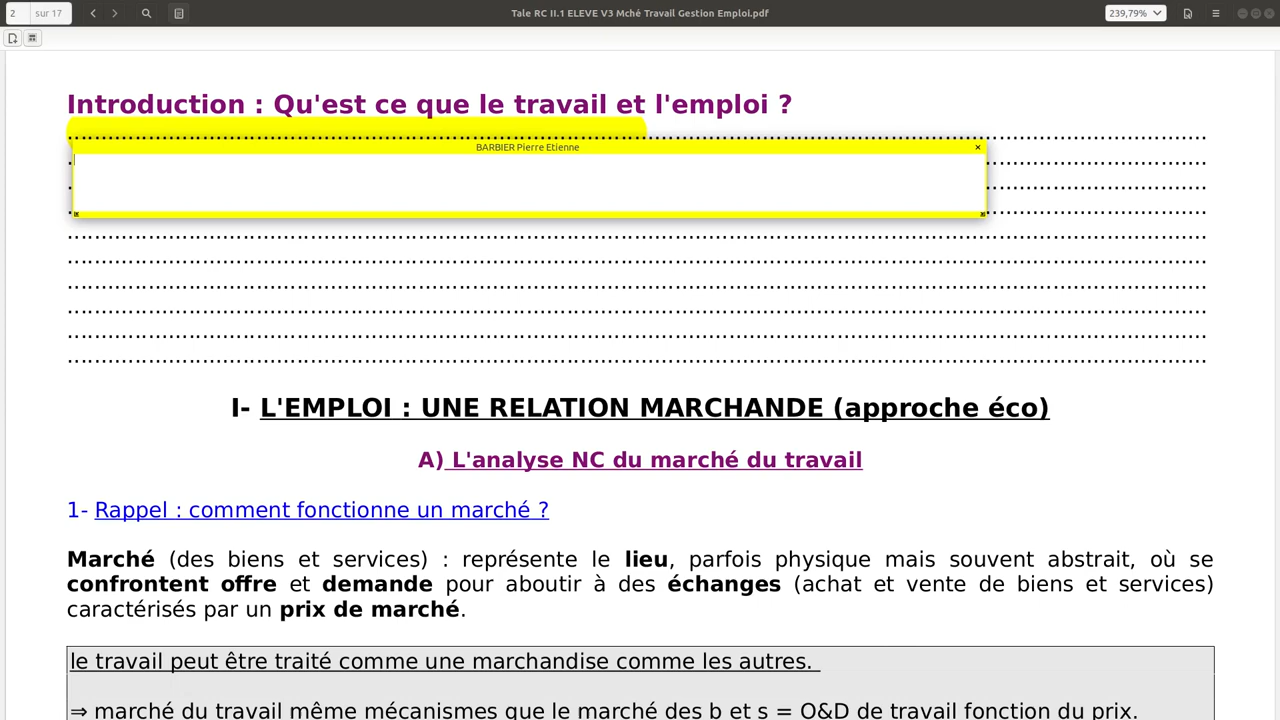 2 sur 17 Tale RC II.1 ELEVE V3 Mché Travail Gestion Emploi.pdf 239,79%
Introduction : Qu'est ce que le travail et l'emploi ?
BARBIER Pierre Etienne
I- L'EMPLOI : UNE RELATION MARCHANDE (approche éco)
A) L'analyse NC du marché du travail
1- Rappel : comment fonctionne un marché ?
Marché (des biens et services) : représente le lieu, parfois physique mais souvent abstrait, où se
confrontent offre et demande pour aboutir à des échanges (achat et vente de biens et services)
caractérisés par un prix de marché.
le travail peut être traité comme une marchandise comme les autres.
⇒ marché du travail même mécanismes que le marché des b et s = O&D de travail fonction du prix.